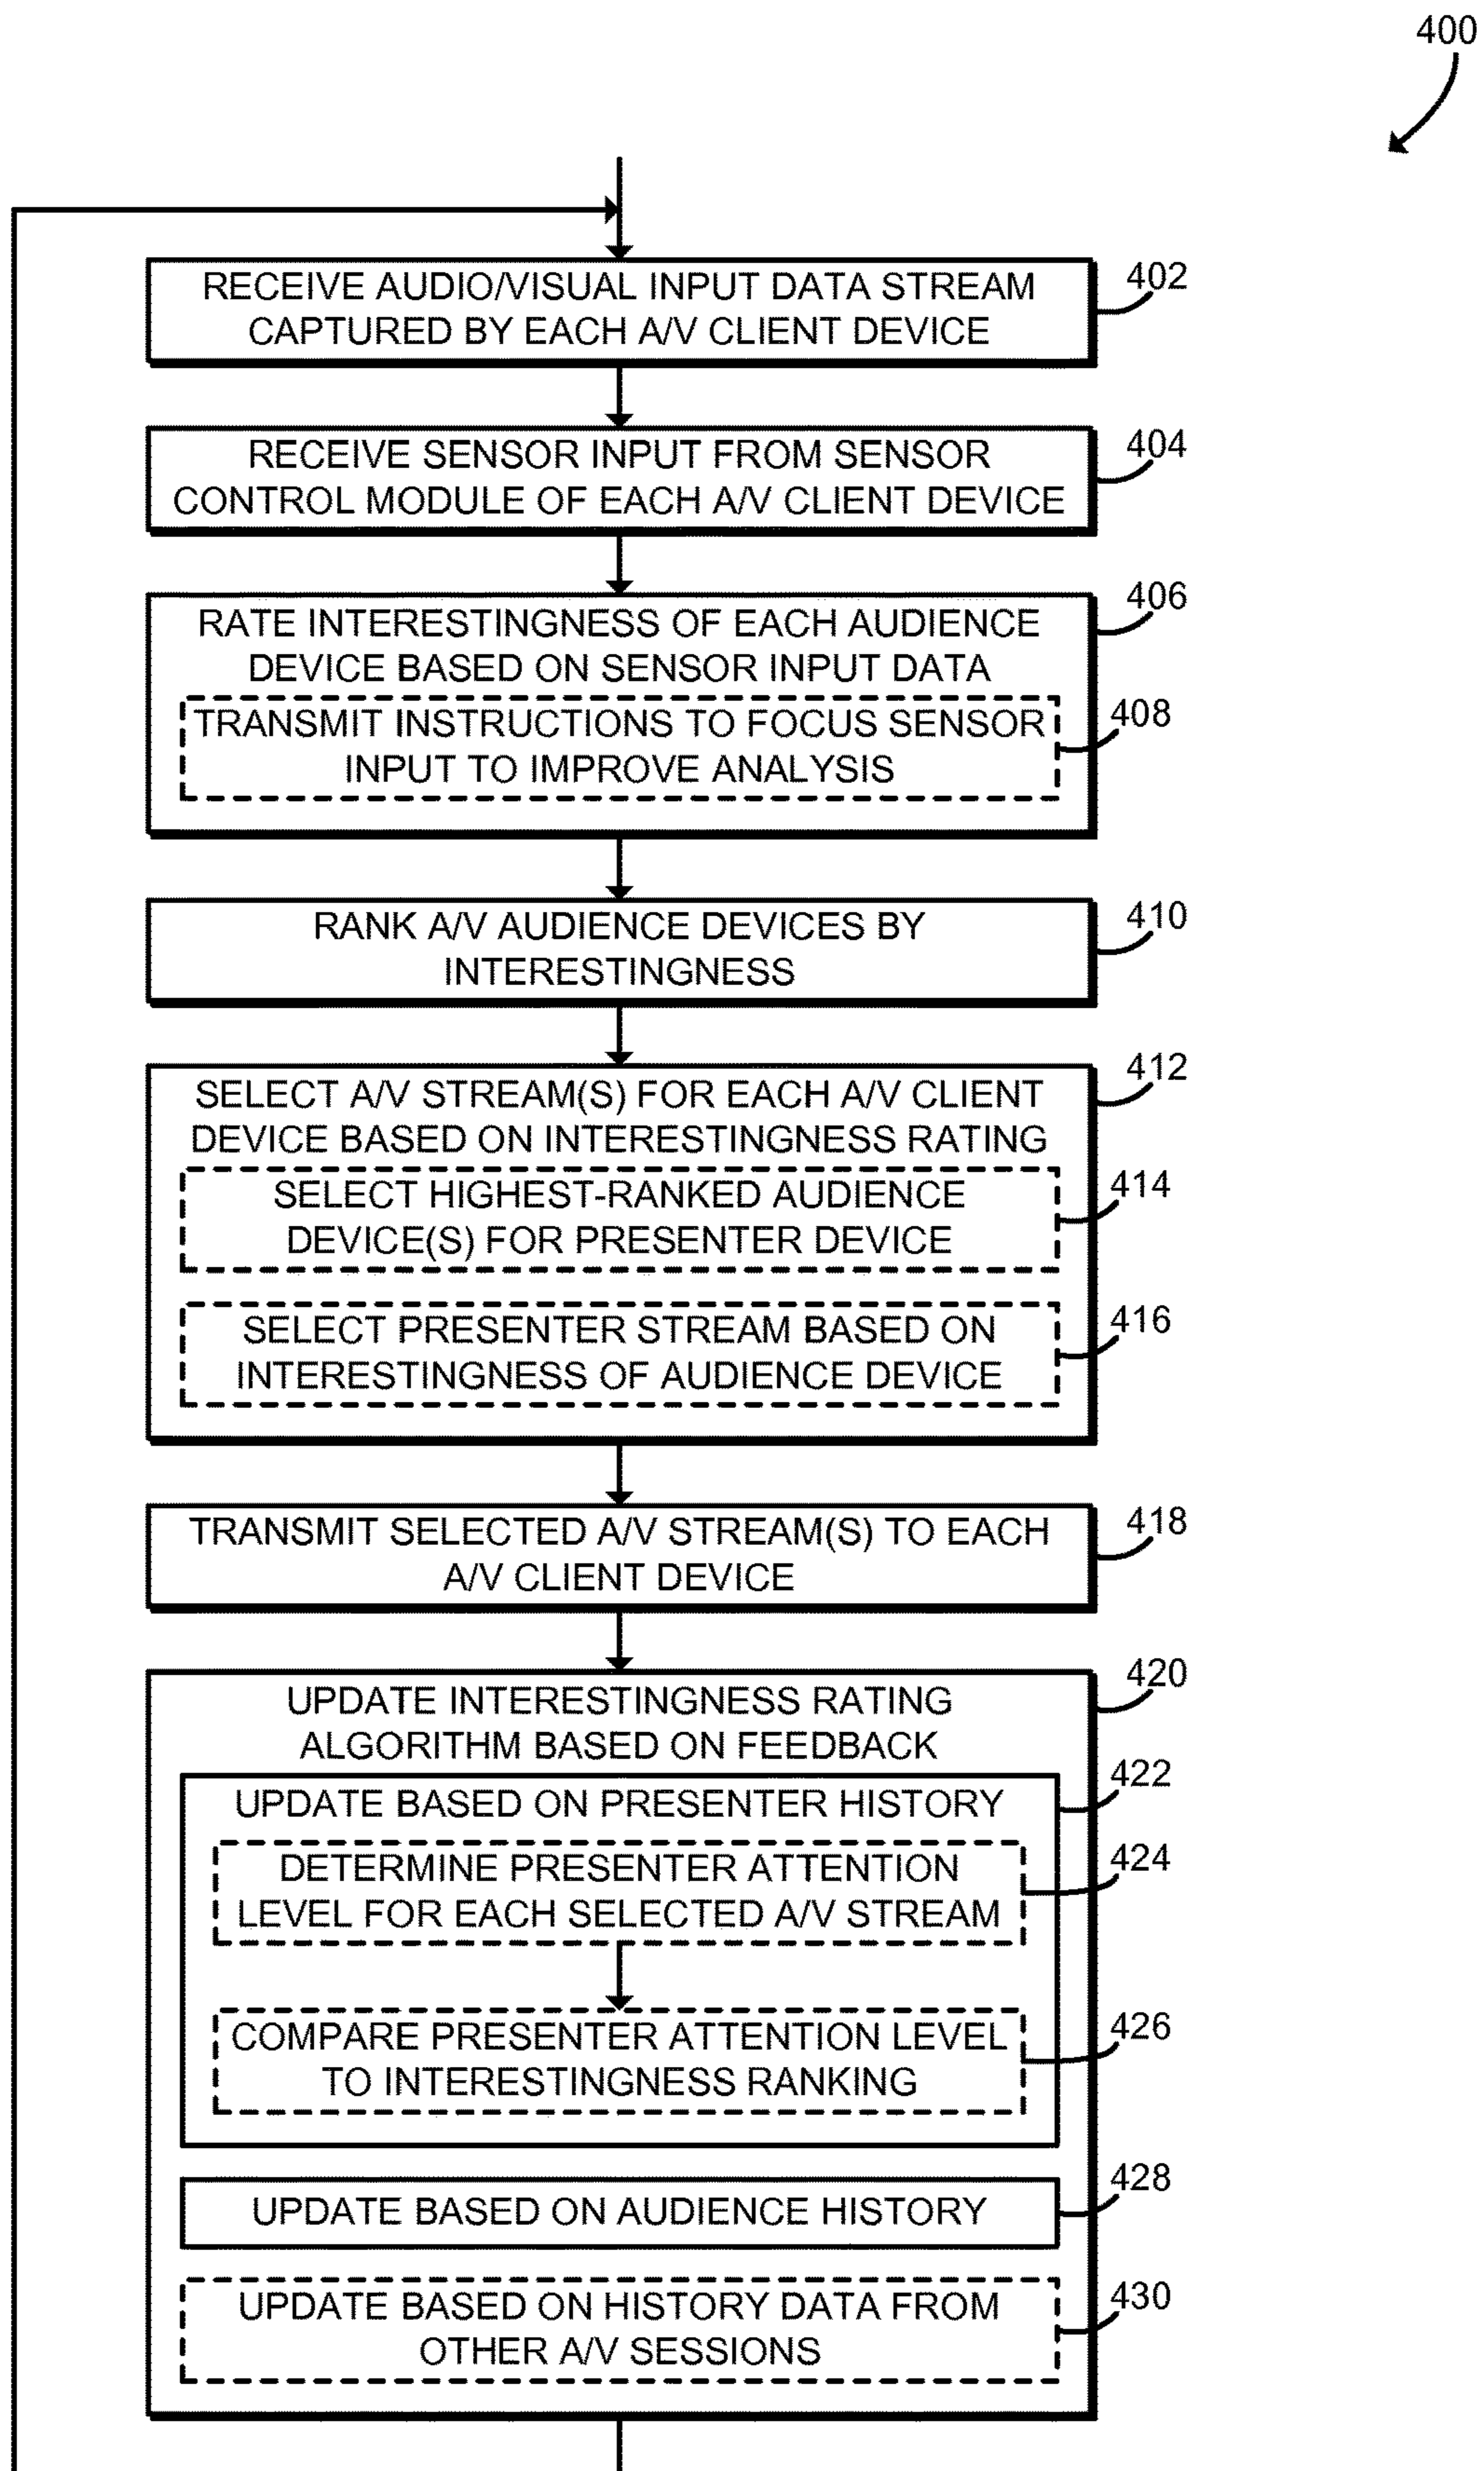 400
RECEIVE AUDIO/VISUAL INPUT DATA STREAM
CAPTURED BY EACH A/V CLIENT DEVICE
402
RECEIVE SENSOR INPUT FROM SENSOR
CONTROL MODULE OF EACH A/V CLIENT DEVICE
404
RATE INTERESTINGNESS OF EACH AUDIENCE
DEVICE BASED ON SENSOR INPUT DATA
406
TRANSMIT INSTRUCTIONS TO FOCUS SENSOR
INPUT TO IMPROVE ANALYSIS
408
RANK A/V AUDIENCE DEVICES BY
INTERESTINGNESS
410
SELECT A/V STREAM(S) FOR EACH A/V CLIENT
DEVICE BASED ON INTERESTINGNESS RATING
412
SELECT HIGHEST-RANKED AUDIENCE
DEVICE(S) FOR PRESENTER DEVICE
414
SELECT PRESENTER STREAM BASED ON
INTERESTINGNESS OF AUDIENCE DEVICE
416
TRANSMIT SELECTED A/V STREAM(S) TO EACH
A/V CLIENT DEVICE
418
UPDATE INTERESTINGNESS RATING
ALGORITHM BASED ON FEEDBACK
420
UPDATE BASED ON PRESENTER HISTORY
422
DETERMINE PRESENTER ATTENTION
LEVEL FOR EACH SELECTED A/V STREAM
424
COMPARE PRESENTER ATTENTION LEVEL
TO INTERESTINGNESS RANKING
426
UPDATE BASED ON AUDIENCE HISTORY
428
UPDATE BASED ON HISTORY DATA FROM
OTHER A/V SESSIONS
430